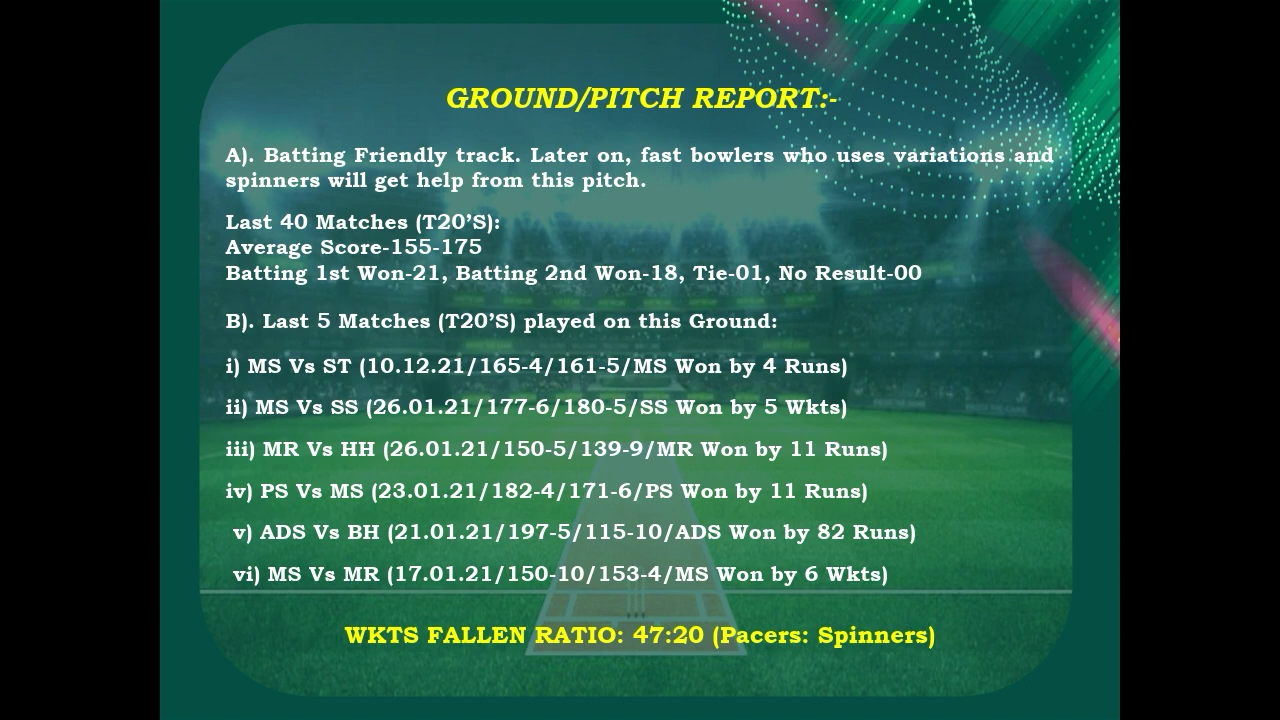 GROUND/PITCH REPORT:-
A). Batting Friendly track. Later on, fast bowlers who uses variations and
spinners will get help from this pitch.
Last 40 Matches (T20’S):
Average Score-155-175
Batting 1st Won-21, Batting 2nd Won-18, Tie-01, No Result-00
B). Last 5 Matches (T20’S) played on this Ground:
i) MS Vs ST (10.12.21/165-4/161-5/MS Won by 4 Runs)
ii) MS Vs SS (26.01.21/177-6/180-5/SS Won by 5 Wkts)
iii) MR Vs HH (26.01.21/150-5/139-9/MR Won by 11 Runs)
iv) PS Vs MS (23.01.21/182-4/171-6/PS Won by 11 Runs)
v) ADS Vs BH (21.01.21/197-5/115-10/ADS Won by 82 Runs)
vi) MS Vs MR (17.01.21/150-10/153-4/MS Won by 6 Wkts)
WKTS FALLEN RATIO: 47:20 (Pacers: Spinners)